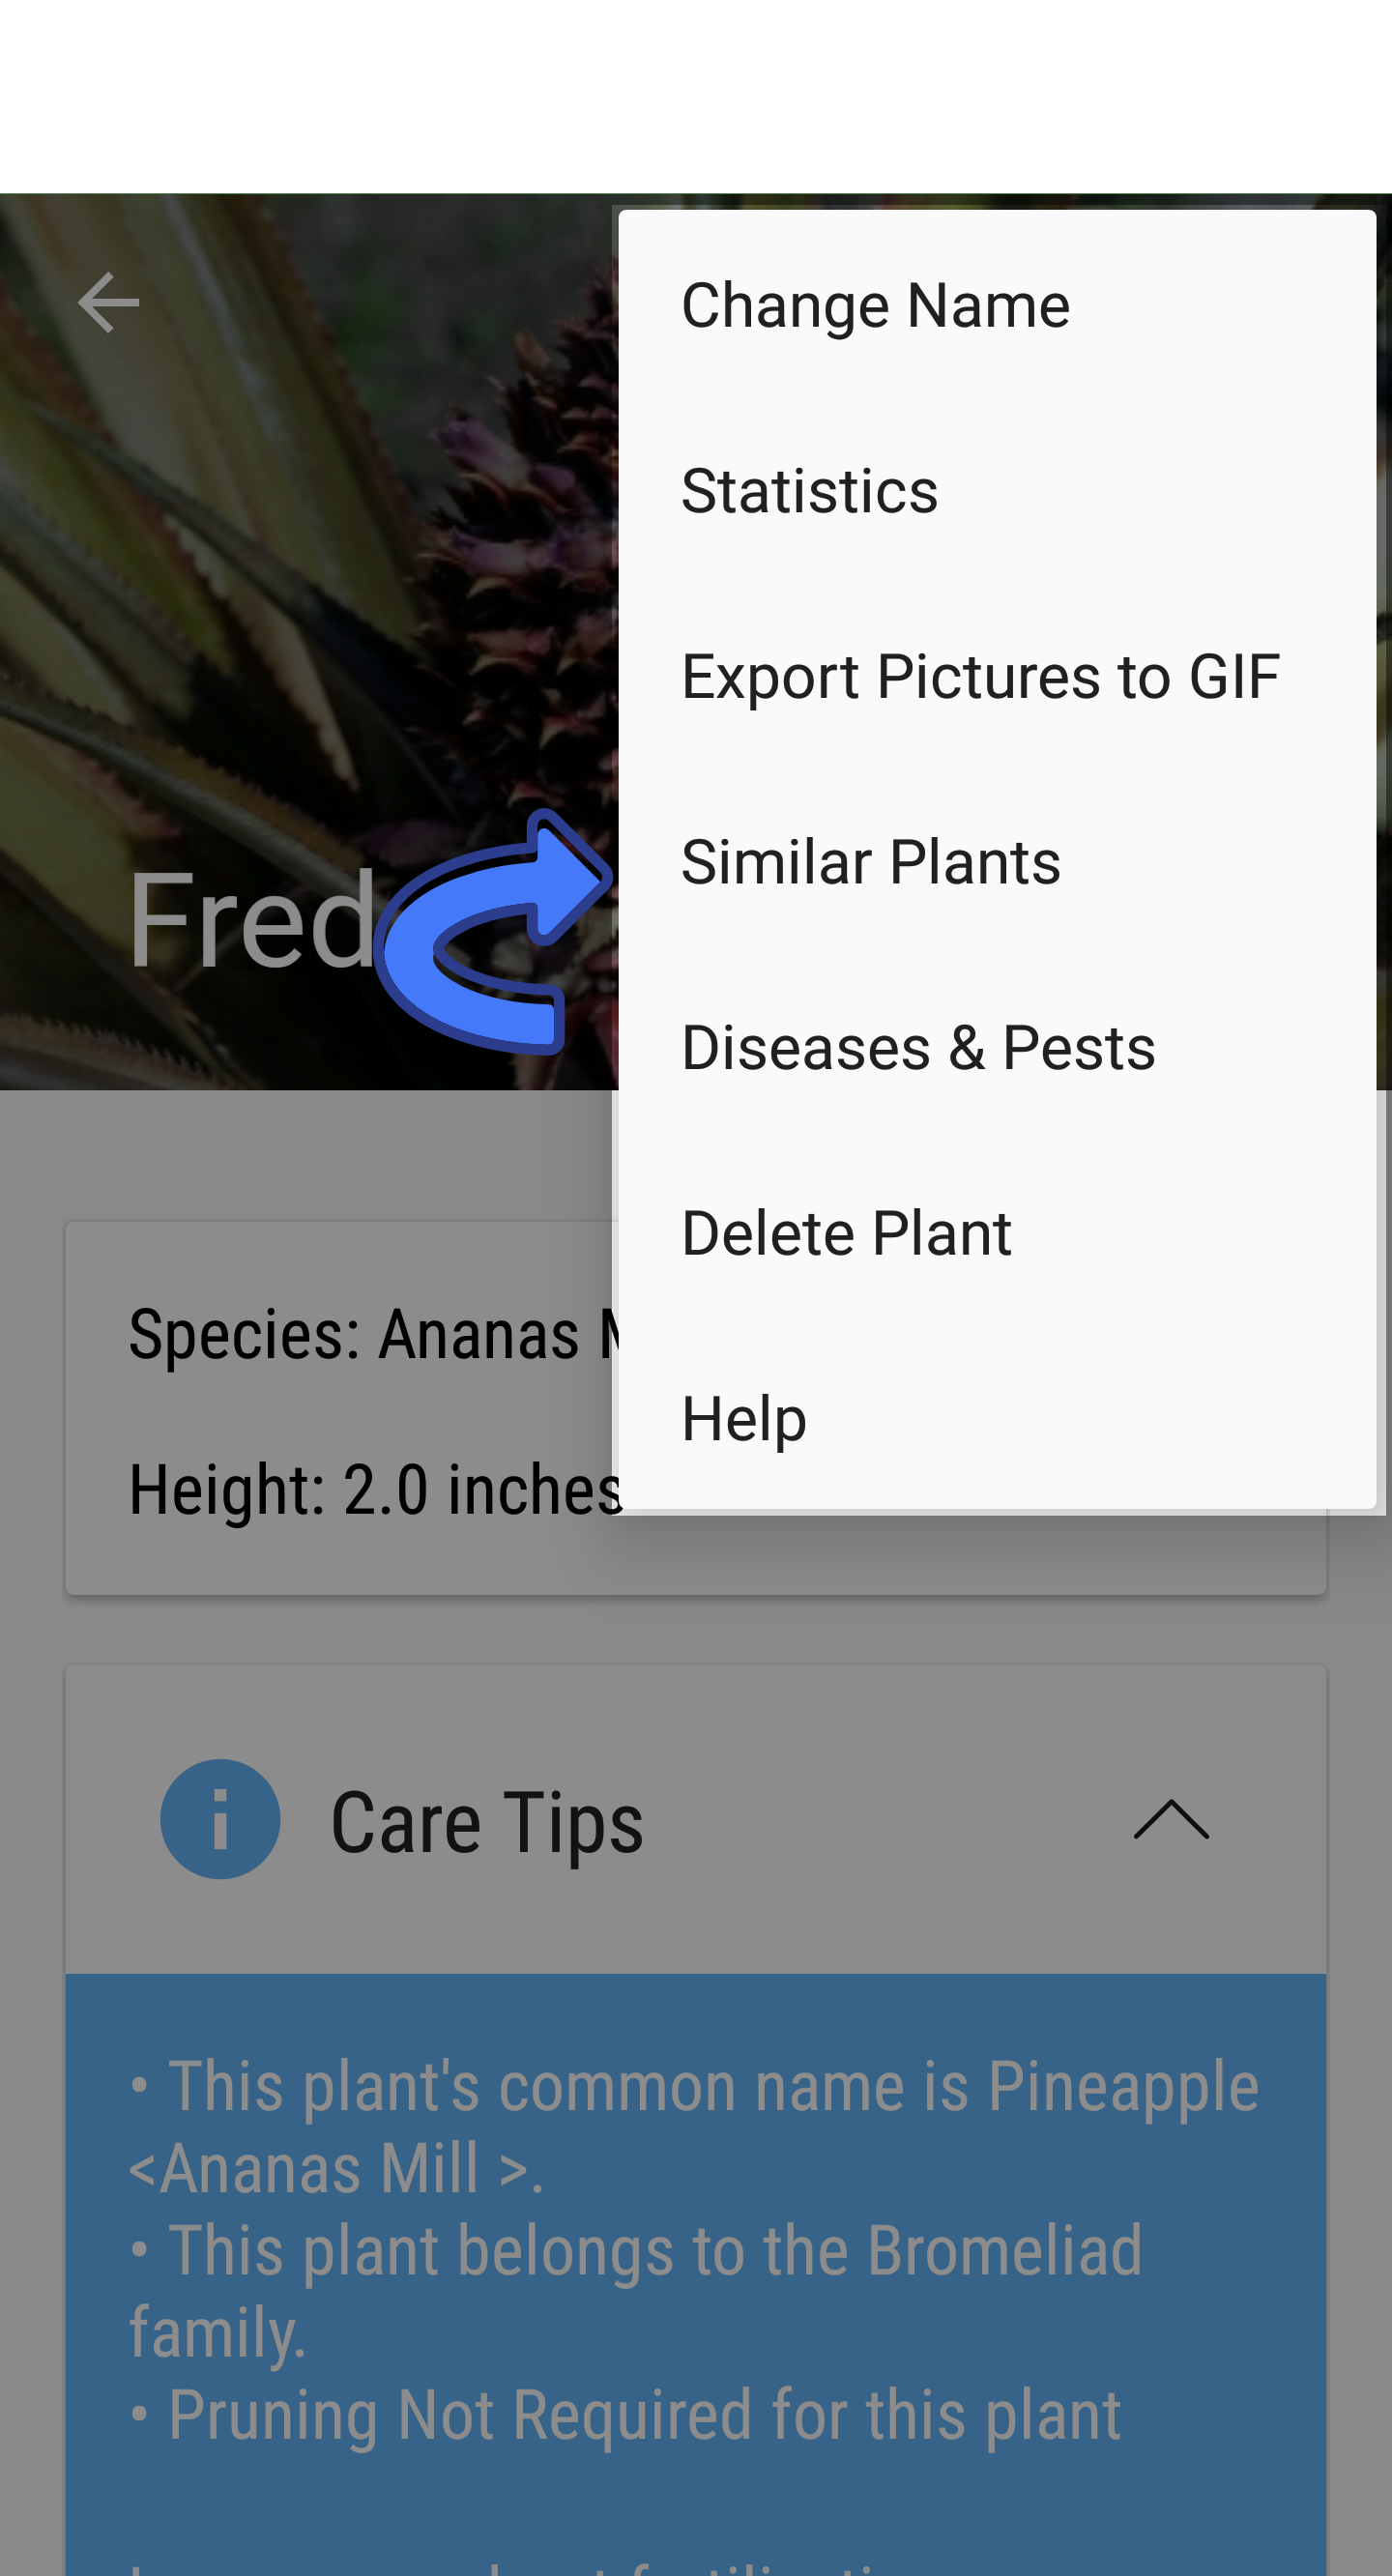 Change Name
Statistics
Export Pictures to GIF
Similar Plants
Fred
Diseases & Pests
Delete Plant
Species: Ananas
Help
Height: 2.0 inches
Care Tips
• This plant's common name is Pineapple
<Ananas Mill >.
• This plant belongs to the Bromeliad
family.
• Pruning Not Required for this plant